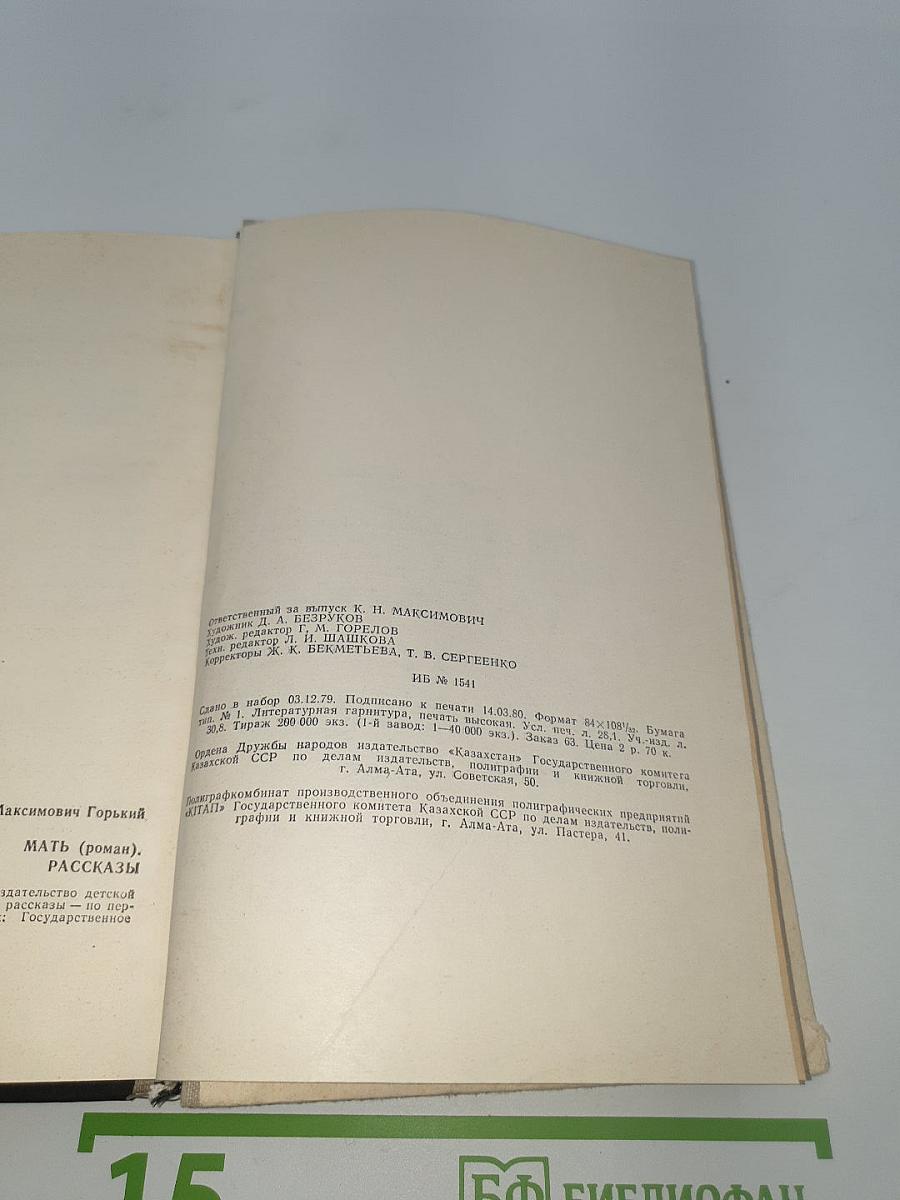 Максимович Горький
МАТЬ (роман).
РАССКАЗЫ
здательство детской
рассказы — по пер-
Государственное
Ответственный за выпуск К. Н. МАКСИМОВИЧ
Художник Д. А. БЕЗРУКОВ
Худож. редактор Г. М. ГОРЕЛОВ
Техн. редактор Л. И. ШАШКОВА
Корректоры Ж. К. БЕКМЕТЬЕВА, Т. В. СЕРГЕЕНКО
ИБ № 1541
Сдано в набор 03.12.79. Подписано к печати 14.03.80. Формат 84×108¹/₃₂. Бумага
тип. № 1. Литературная гарнитура, печать высокая. Усл. печ. л. 28,1. Уч.-изд. л.
30,8. Тираж 200 000 экз. (1-й завод: 1—40 000 экз.). Заказ 63. Цена 2 р. 70 к.
Ордена Дружбы народов издательство «Казахстан» Государственного комитета
Казахской ССР по делам издательств, полиграфии и книжной торговли,
г. Алма-Ата, ул. Советская, 50.
Полиграфкомбинат производственного объединения полиграфических предприятий
«КIТАП» Государственного комитета Казахской ССР по делам издательств, поли-
графии и книжной торговли, г. Алма-Ата, ул. Пастера, 41.
15
БФ БИБЛИОФАН